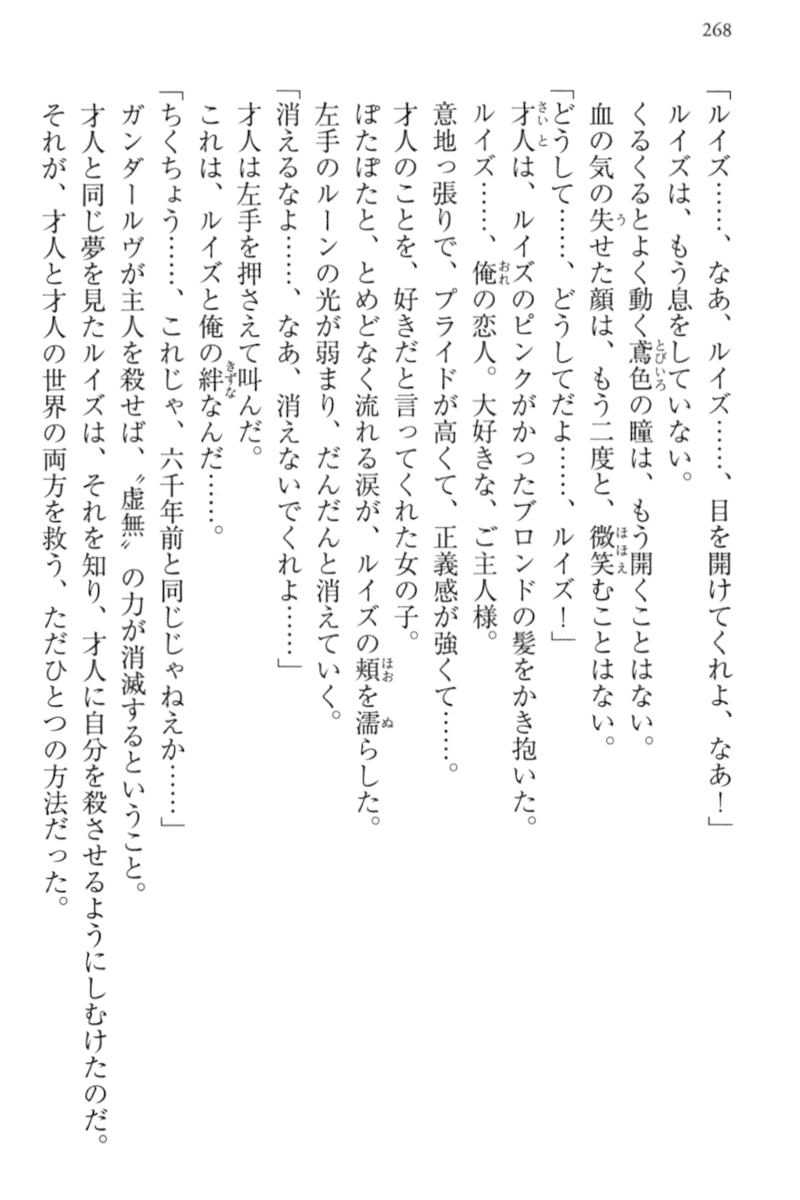 268
「ルイズ……、なあ、ルイズ……、目を開けてくれよ、なあ！」
ルイズは、もう息をしていない。
くるくるとよく動く鳶色の瞳は、もう開くことはない。
血の気の失せた顔は、もう二度と、微笑むことはない。
「どうして……、どうしてだよ……、ルイズ！」
才人は、ルイズのピンクがかったブロンドの髪をかき抱いた。
ルイズ……、俺の恋人。大好きな、ご主人様。
意地っ張りで、プライドが高くて、正義感が強くて……。
才人のことを、好きだと言ってくれた女の子。
ぽたぽたと、とめどなく流れる涙が、ルイズの頬を濡らした。
左手のルーンの光が弱まり、だんだんと消えていく。
「消えるなよ……、なあ、消えないでくれよ……」
才人は左手を押さえて叫んだ。
これは、ルイズと俺の絆なんだ……。
「ちくちょう……、これじゃ、六千年前と同じじゃねえか……」
ガンダールヴが主人を殺せば、〝虚無〟の力が消滅するということ。
才人と同じ夢を見たルイズは、それを知り、才人に自分を殺させるようにしむけたのだ。
それが、才人と才人の世界の両方を救う、ただひとつの方法だった。